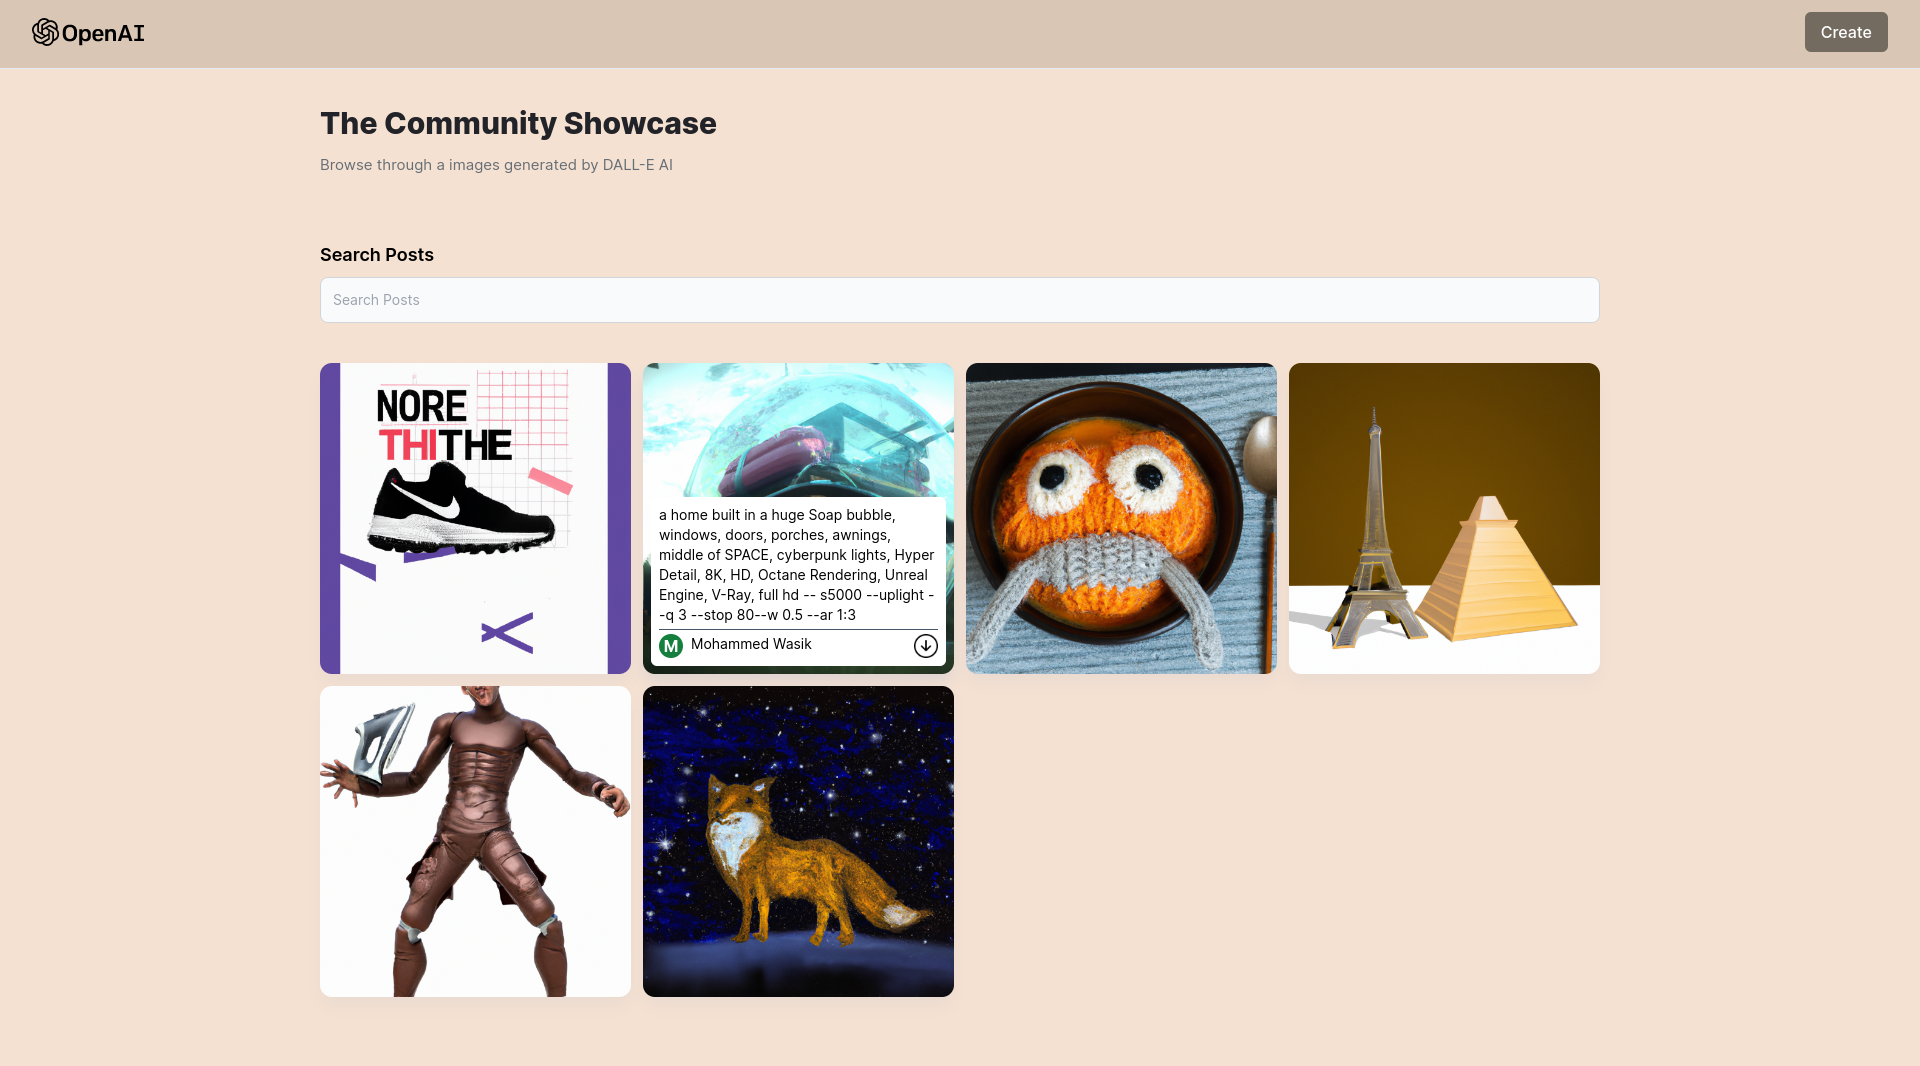 OpenAI
Create
The Community Showcase
Browse through a images generated by DALL-E AI
Search Posts
Search Posts
NORE
THITHE
a home built in a huge Soap bubble,
windows, doors, porches, awnings,
middle of SPACE, cyberpunk lights, Hyper
Detail, 8K, HD, Octane Rendering, Unreal
Engine, V-Ray, full hd -- s5000 --uplight -
-q 3 --stop 80--w 0.5 --ar 1:3
M Mohammed Wasik